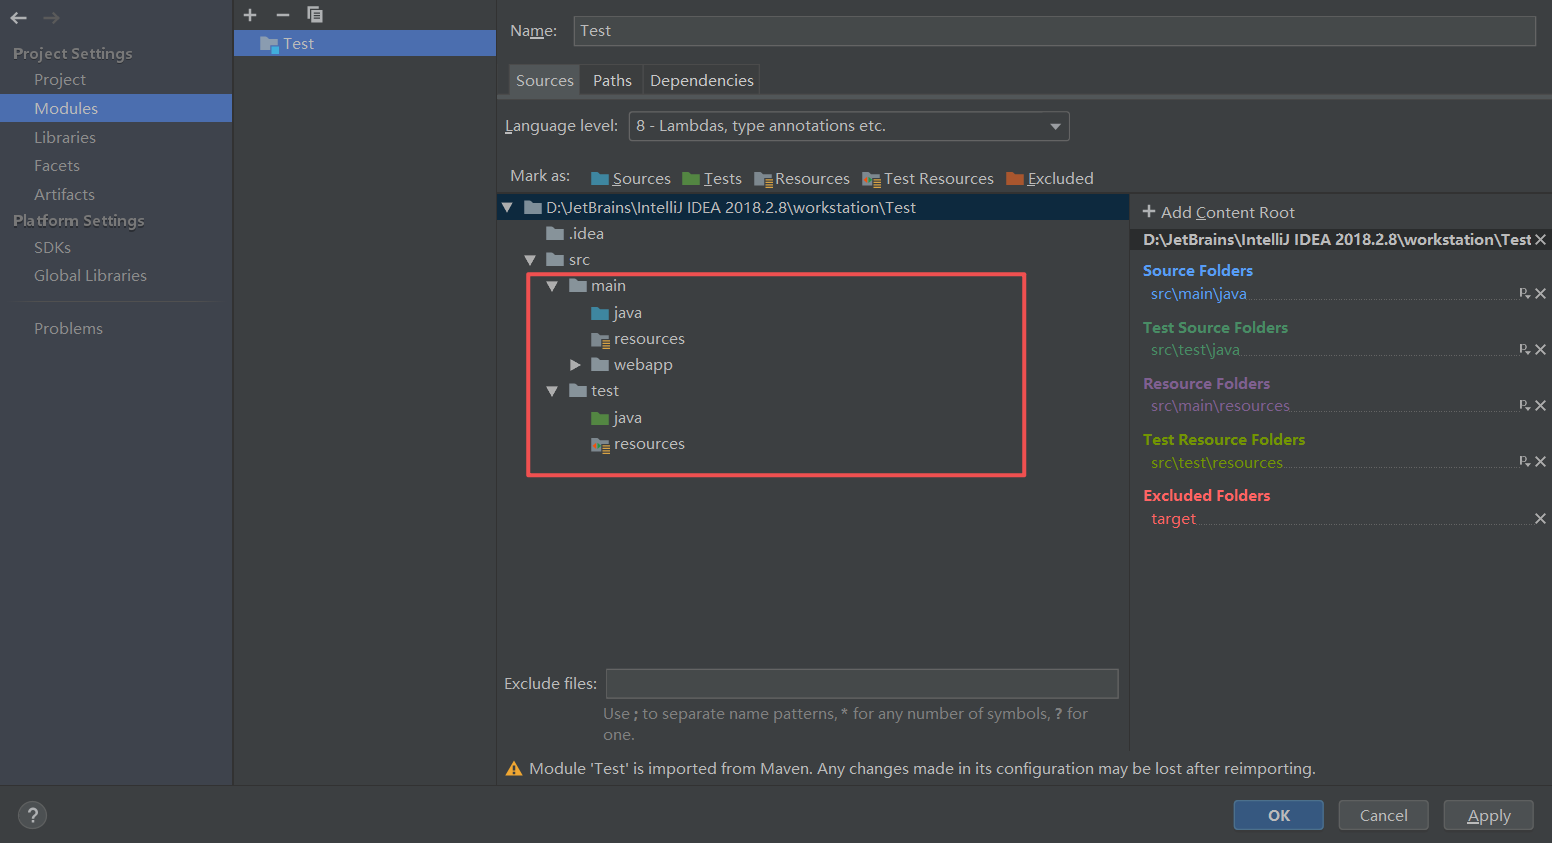 Project Settings
Project
Modules
Libraries
Facets
Artifacts
Platform Settings
SDKs
Global Libraries
Problems
Test
Name: Test
Sources Paths Dependencies
Language level: 8 - Lambdas, type annotations etc.
Mark as: Sources Tests Resources Test Resources Excluded
D:\JetBrains\IntelliJ IDEA 2018.2.8\workstation\Test
.idea
src
main
java
resources
webapp
test
java
resources
Add Content Root
D:\JetBrains\IntelliJ IDEA 2018.2.8\workstation\Test
Source Folders
src\main\java
Test Source Folders
src\test\java
Resource Folders
src\main\resources
Test Resource Folders
src\test\resources
Excluded Folders
target
Exclude files:
Use ; to separate name patterns, * for any number of symbols, ? for
one.
Module 'Test' is imported from Maven. Any changes made in its configuration may be lost after reimporting.
? OK Cancel Apply